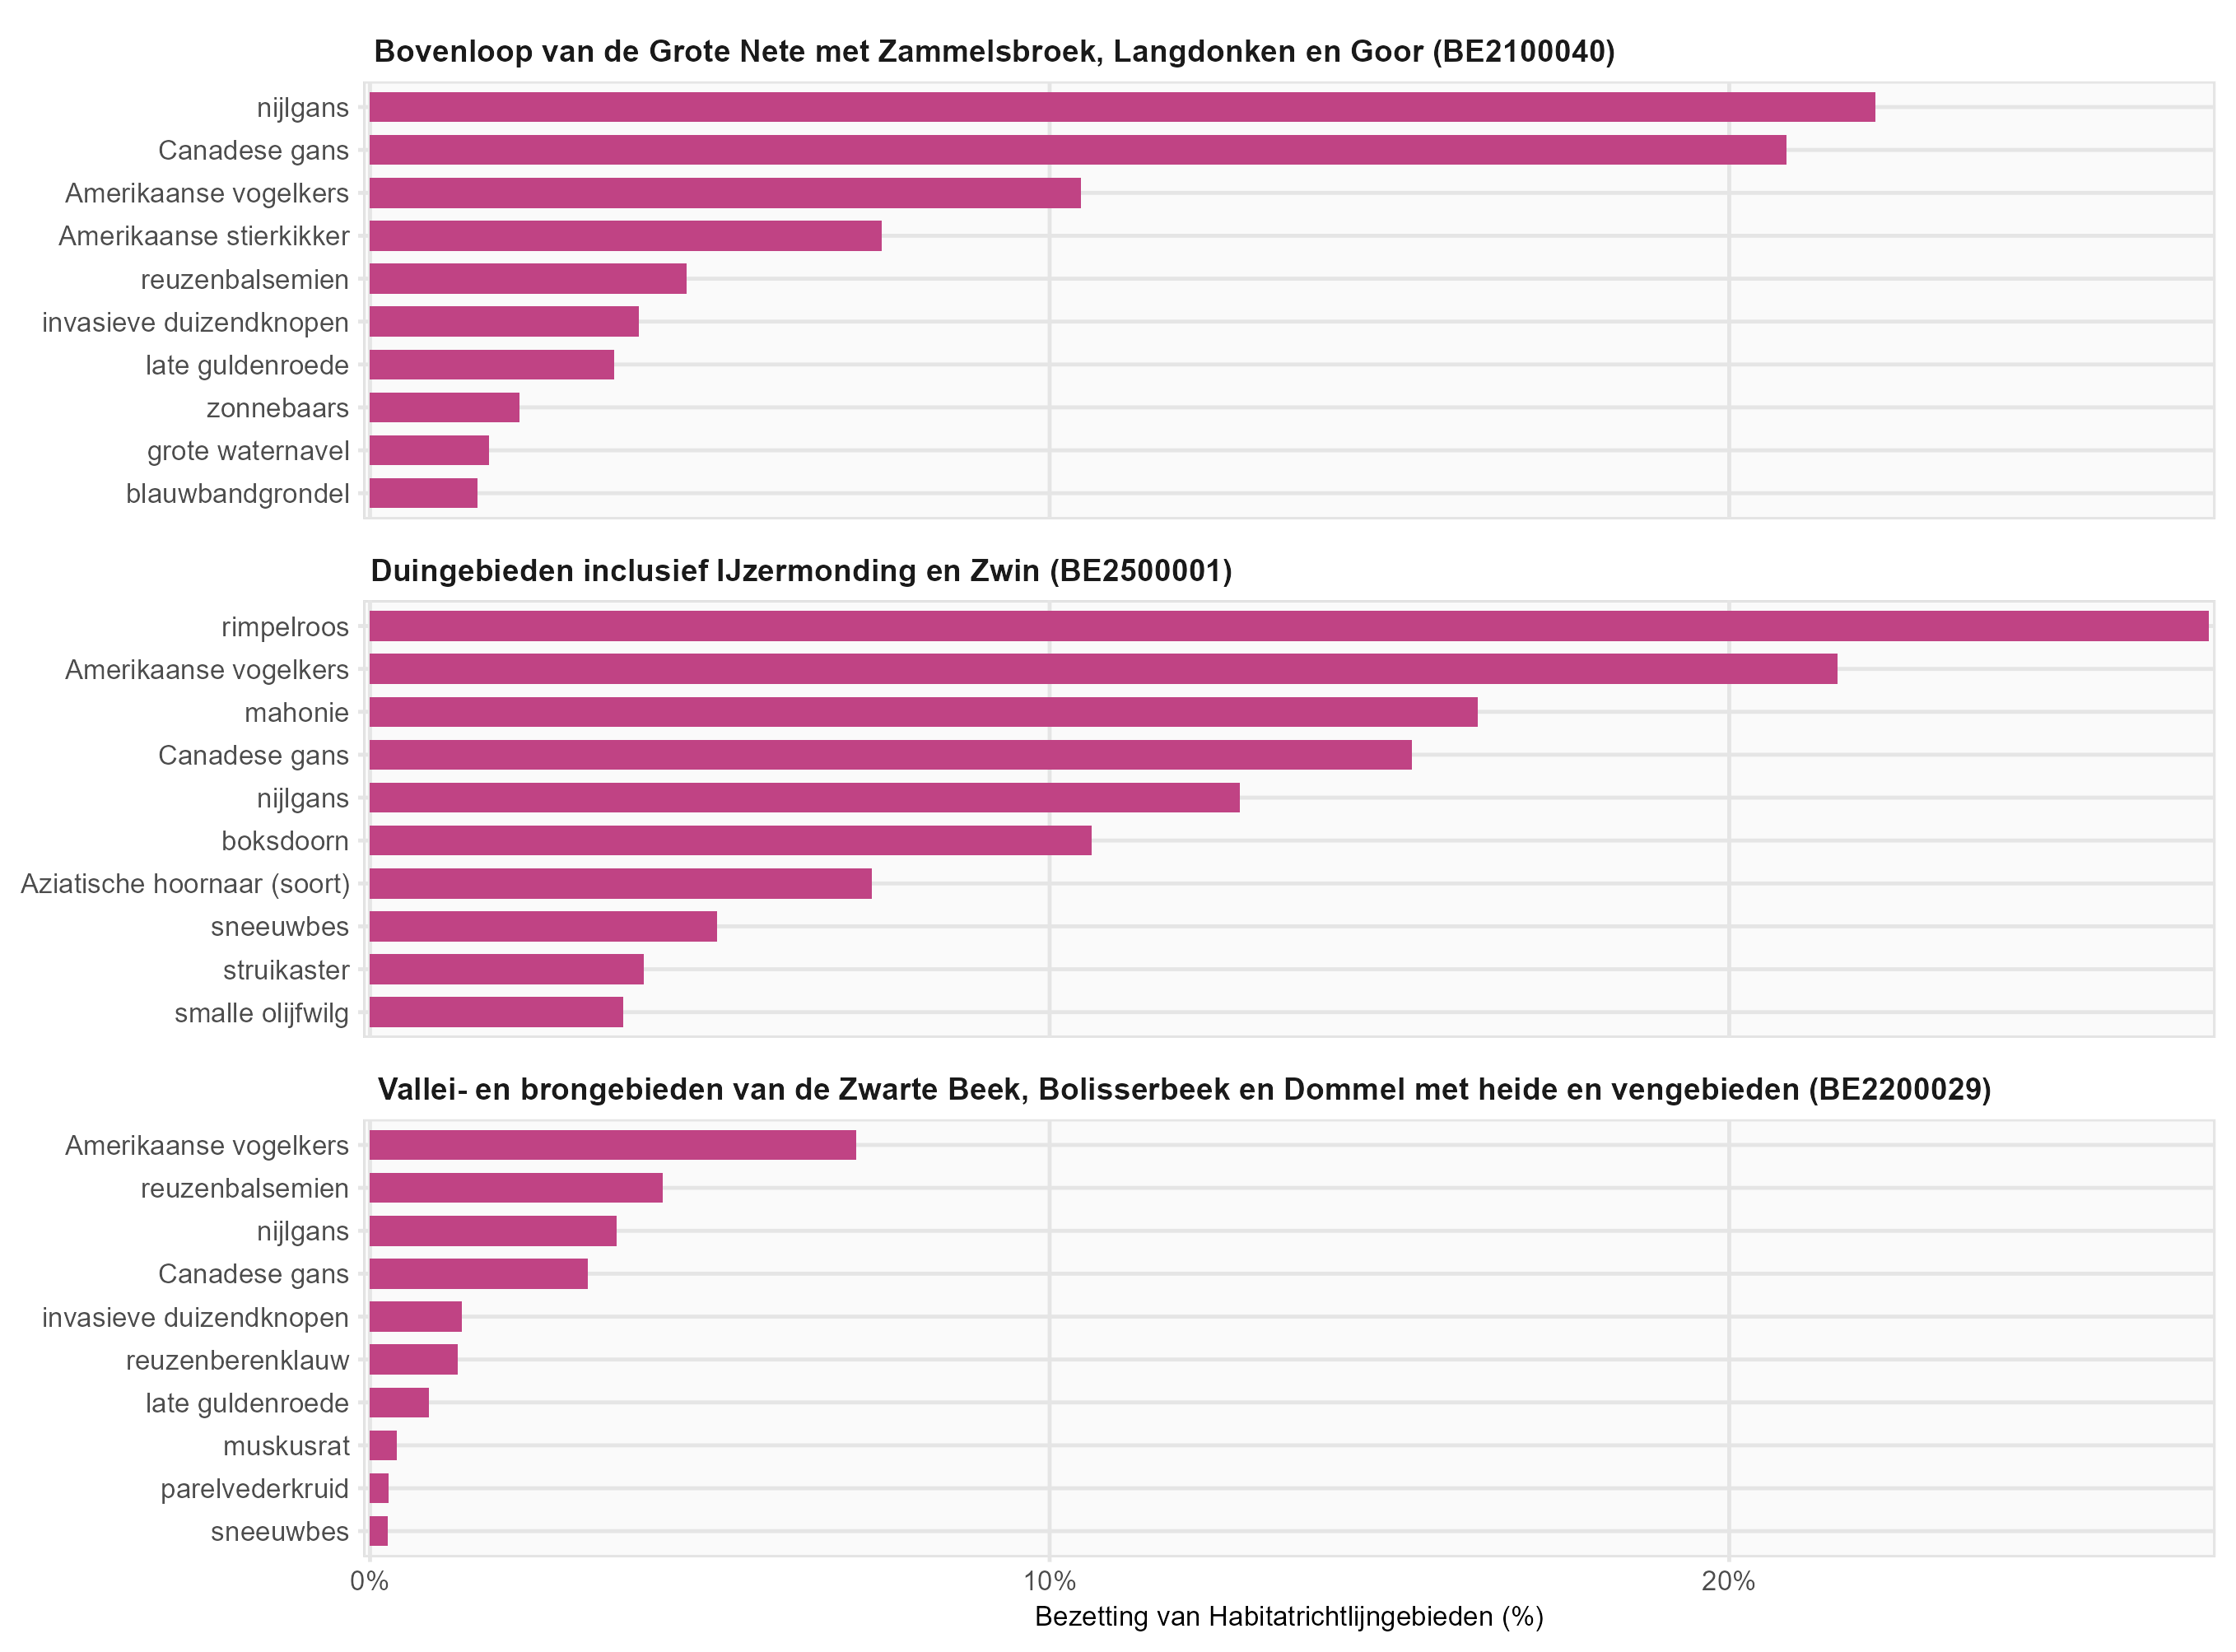 Bovenloop van de Grote Nete met Zammelsbroek, Langdonken en Goor (BE2100040)
nijlgans
Canadese gans
Amerikaanse vogelkers
Amerikaanse stierkikker
reuzenbalsemien
invasieve duizendknopen
late guldenroede
zonnebaars
grote waternavel
blauwbandgrondel
Duingebieden inclusief IJzermonding en Zwin (BE2500001)
rimpelroos
Amerikaanse vogelkers
mahonie
Canadese gans
nijlgans
boksdoorn
Aziatische hoornaar (soort)
sneeuwbes
struikaster
smalle olijfwilg
Vallei- en brongebieden van de Zwarte Beek, Bolisserbeek en Dommel met heide en vengebieden (BE2200029)
Amerikaanse vogelkers
reuzenbalsemien
nijlgans
Canadese gans
invasieve duizendknopen
reuzenberenklauw
late guldenroede
muskusrat
parelvederkruid
sneeuwbes
0% 10% 20%
Bezetting van Habitatrichtlijngebieden (%)